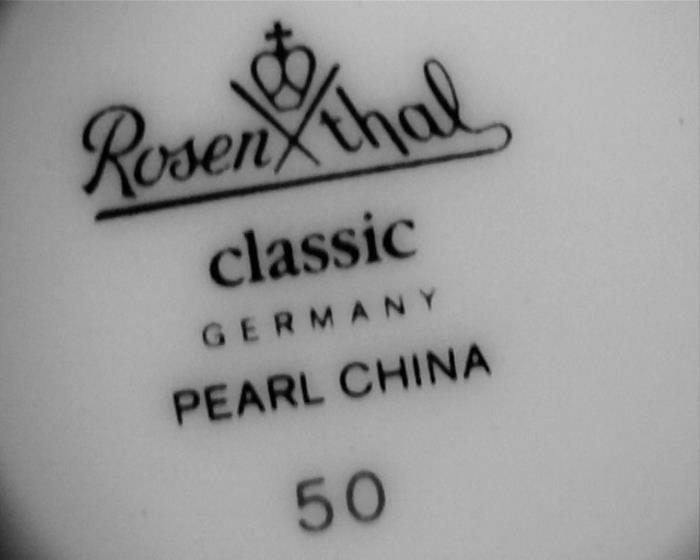 Rosenthal
classic
GERMANY
PEARL CHINA
50